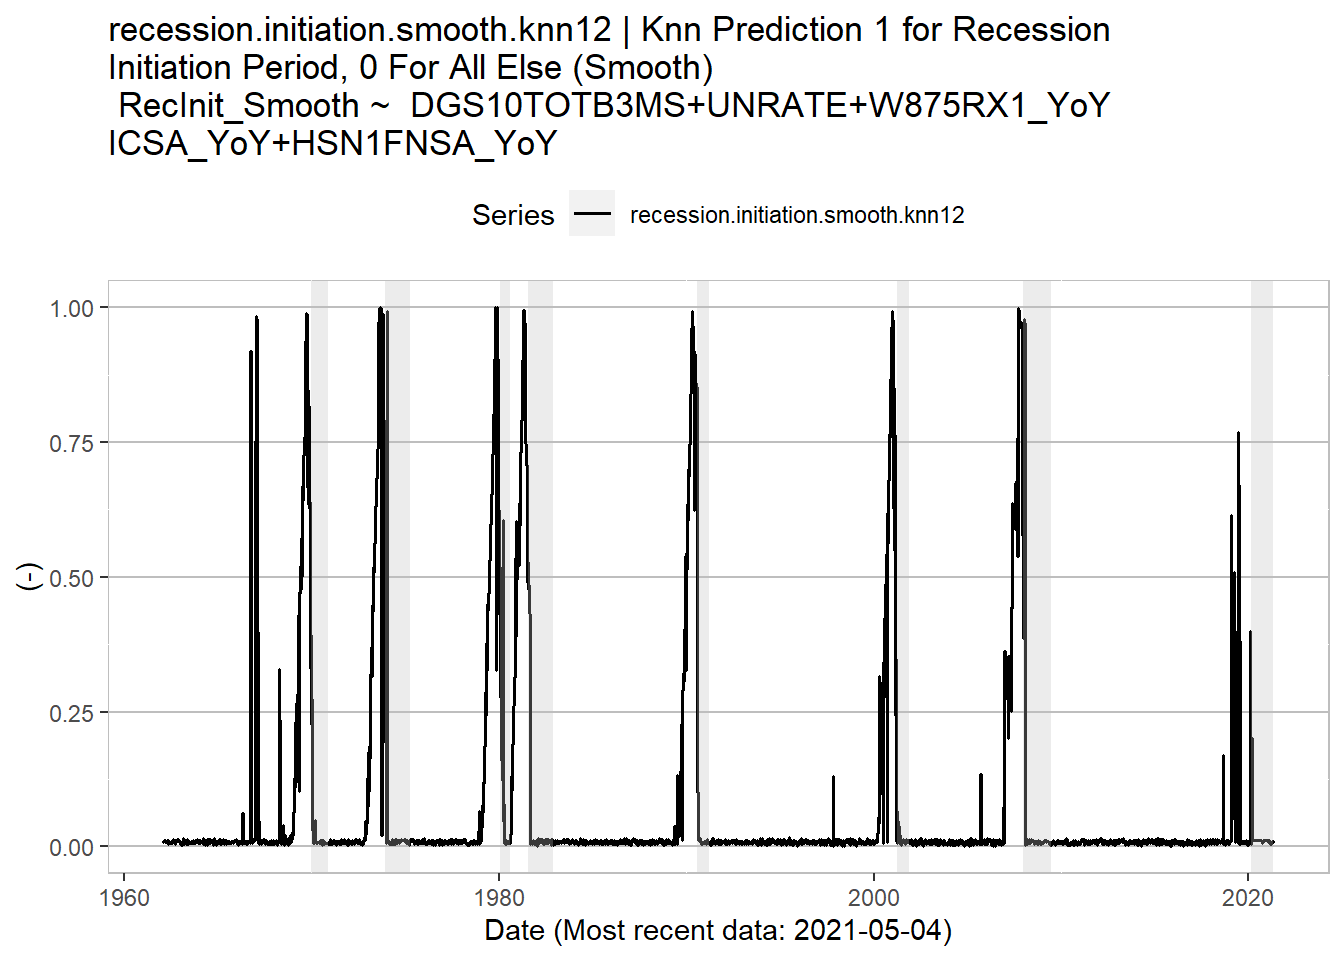 recession.initiation.smooth.knn12 | Knn Prediction 1 for Recession
Initiation Period, 0 For All Else (Smooth)
RecInit_Smooth ~  DGS10TOTB3MS+UNRATE+W875RX1_YoY
ICSA_YoY+HSN1FNSA_YoY
Series recession.initiation.smooth.knn12
1.00
0.75
0.50
0.25
0.00
(-)
1960 1980 2000 2020
Date (Most recent data: 2021-05-04)